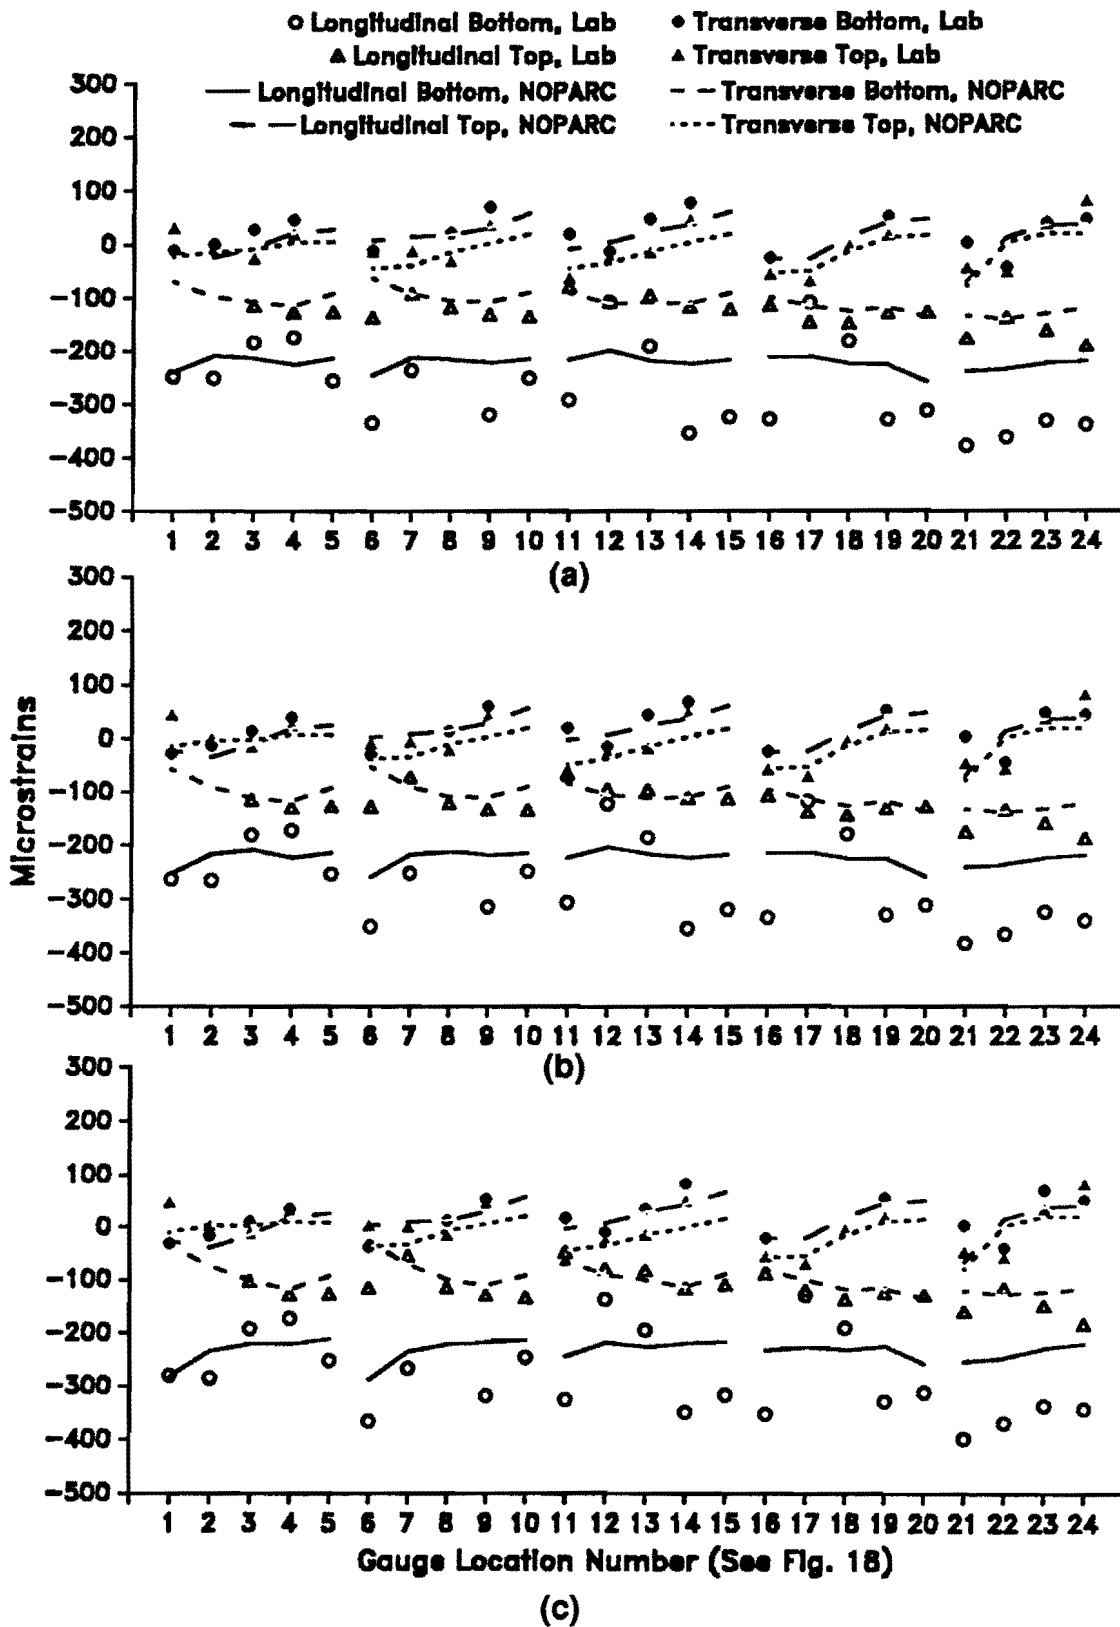 Longitudinal Bottom, Lab
Transverse Bottom, Lab
Longitudinal Top, Lab
Transverse Top, Lab
Longitudinal Bottom, NOPARC
Transverse Bottom, NOPARC
Longitudinal Top, NOPARC
Transverse Top, NOPARC
300
200
100
0
-100
-200
-300
-400
-500
1 2 3 4 5 6 7 8 9 10 11 12 13 14 15 16 17 18 19 20 21 22 23 24
(a)
Microstrains
300
200
100
0
-100
-200
-300
-400
-500
1 2 3 4 5 6 7 8 9 10 11 12 13 14 15 16 17 18 19 20 21 22 23 24
(b)
300
200
100
0
-100
-200
-300
-400
-500
1 2 3 4 5 6 7 8 9 10 11 12 13 14 15 16 17 18 19 20 21 22 23 24
Gauge Location Number (See Fig. 18)
(c)